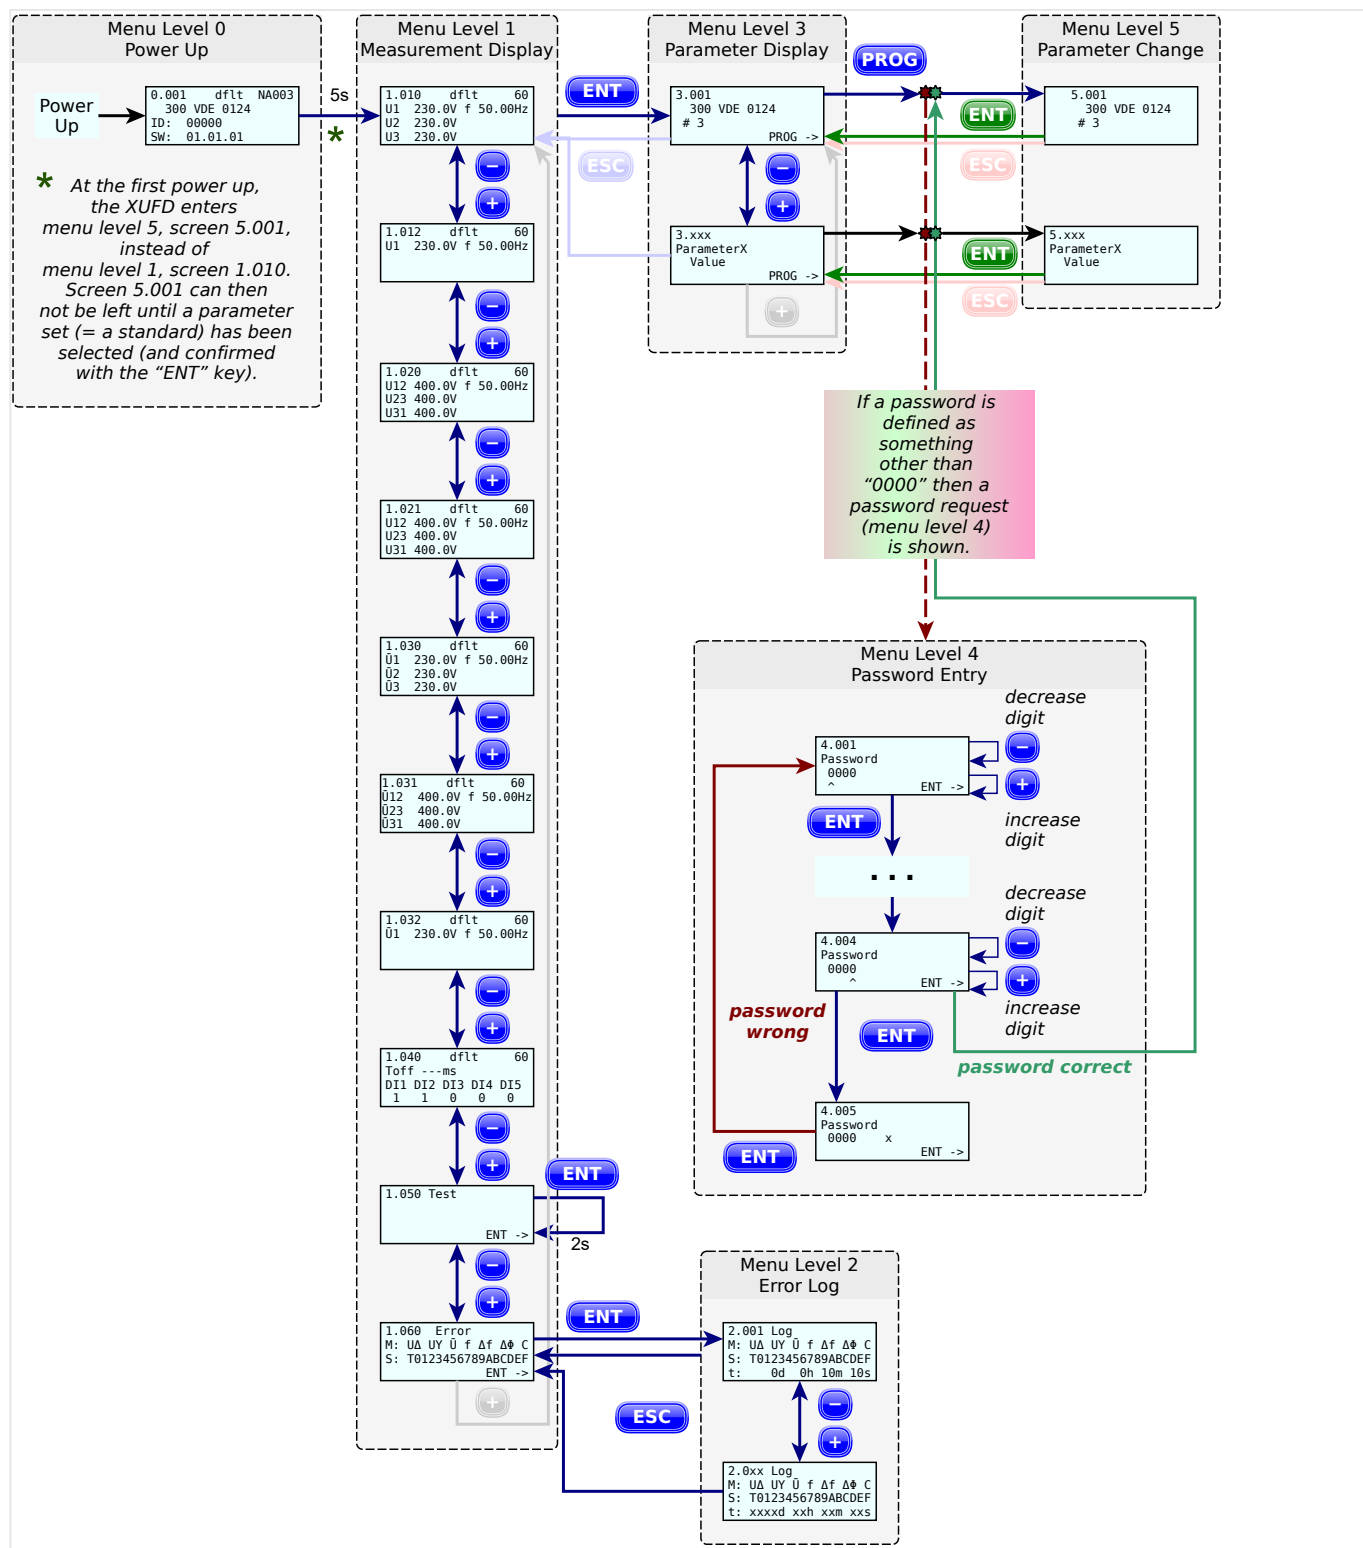 Menu Level 0
Power Up
Power
Up
0.001    dflt  NA003
300 VDE 0124
ID:  00000
SW:  01.01.01
5s
*
* At the first power up,
the XUFD enters
menu level 5, screen 5.001,
instead of
menu level 1, screen 1.010.
Screen 5.001 can then
not be left until a parameter
set (= a standard) has been
selected (and confirmed
with the “ENT” key).
Menu Level 1
Measurement Display
1.010    dflt     60
U1  230.0V f 50.00Hz
U2  230.0V
U3  230.0V
−
+
1.012    dflt     60
U1  230.0V f 50.00Hz
−
+
1.020    dflt     60
U12 400.0V f 50.00Hz
U23 400.0V
U31 400.0V
−
+
1.021    dflt     60
U12 400.0V f 50.00Hz
U23 400.0V
U31 400.0V
−
+
1.030    dflt     60
Ū1  230.0V f 50.00Hz
Ū2  230.0V
Ū3  230.0V
−
+
1.031    dflt     60
Ū12  400.0V f 50.00Hz
Ū23  400.0V
Ū31  400.0V
−
+
1.032    dflt     60
Ū1  230.0V f 50.00Hz
−
+
1.040    dflt     60
Toff ---ms
DI1 DI2 DI3 DI4 DI5
1   1   0   0   0
−
+
1.050 Test
ENT ->
ENT
2s
−
+
1.060  Error
M: UΔ UY Ū f Δf ΔΦ C
S: T0123456789ABCDEF
ENT ->
+
ENT
ESC
Menu Level 2
Error Log
2.001 Log
M: UΔ UY Ū f Δf ΔΦ C
S: T0123456789ABCDEF
t:    0d  0h 10m 10s
−
+
2.0xx Log
M: UΔ UY Ū f Δf ΔΦ C
S: T0123456789ABCDEF
t: xxxxd xxh xxm xxs
ENT
ESC
Menu Level 3
Parameter Display
3.001
300 VDE 0124
# 3
PROG ->
−
+
3.xxx
ParameterX
Value
PROG ->
+
PROG
ENT
ESC
ENT
ESC
Menu Level 5
Parameter Change
5.001
300 VDE 0124
# 3
5.xxx
ParameterX
Value
If a password is
defined as
something
other than
“0000” then a
password request
(menu level 4)
is shown.
Menu Level 4
Password Entry
4.001
Password
0000
^            ENT ->
decrease
digit
−
+
increase
digit
ENT
...
4.004
Password
0000
^         ENT ->
decrease
digit
−
+
increase
digit
password
wrong
ENT
password correct
4.005
Password
0000    x
ENT ->
ENT